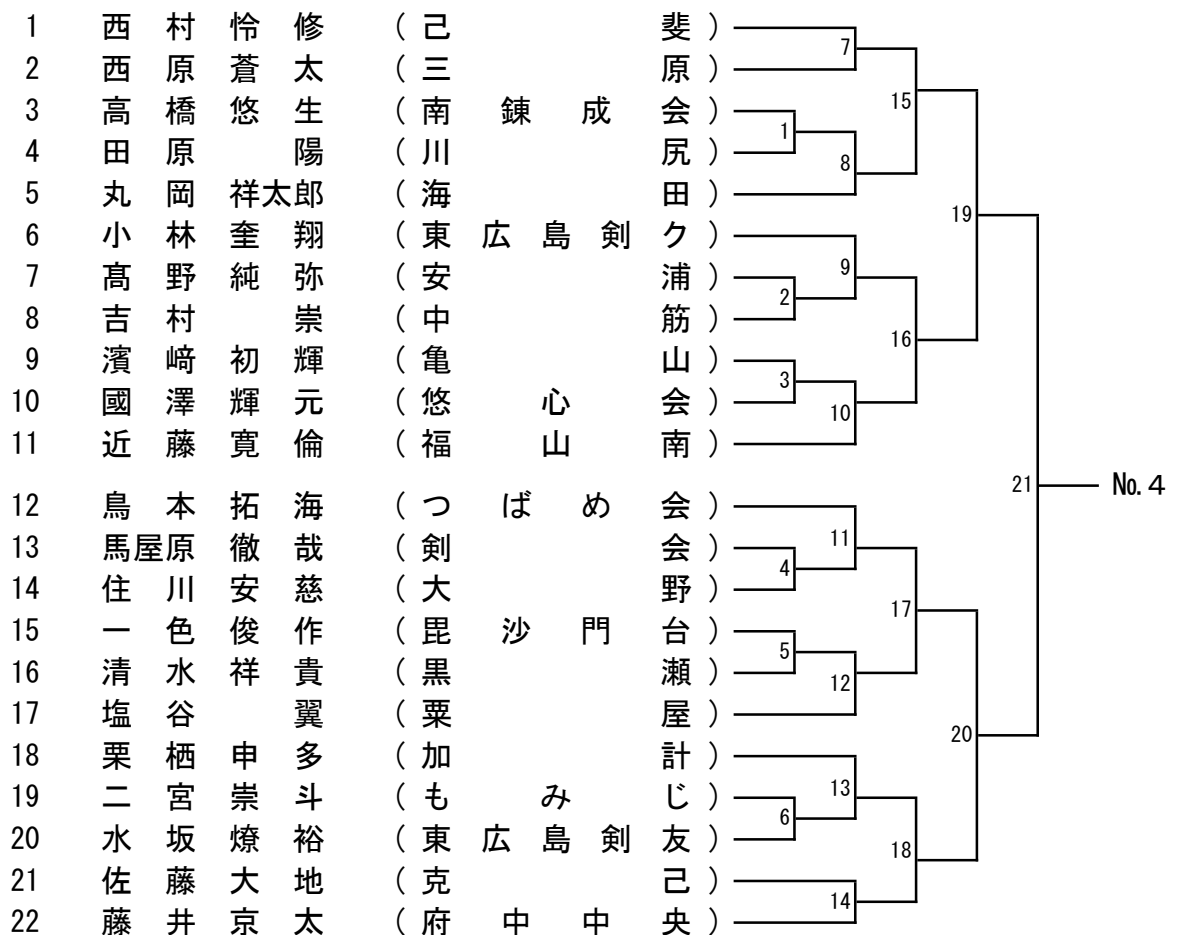 1 西村怜修 (己斐)
2 西原蒼太 (三原)
3 高橋悠生 (南錬成会)
4 田原陽 (川尻)
5 丸岡祥太郎 (海田)
6 小林奎翔 (東広島剣ク)
7 髙野純弥 (安浦)
8 吉村崇 (中筋)
9 濱﨑初輝 (亀山)
10 國澤輝元 (悠心会)
11 近藤寛倫 (福山南)
12 鳥本拓海 (つばめ会)
13 馬屋原徹哉 (剣会)
14 住川安慈 (大野)
15 一色俊作 (毘沙門台)
16 清水祥貴 (黒瀬)
17 塩谷翼 (粟屋)
18 栗栖申多 (加計)
19 二宮崇斗 (もみじ)
20 水坂燎裕 (東広島剣友)
21 佐藤大地 (克己)
22 藤井京太 (府中中央)
1
2
3
4
5
6
7
8
9
10
11
12
13
14
15
16
17
18
19
20
21
№4